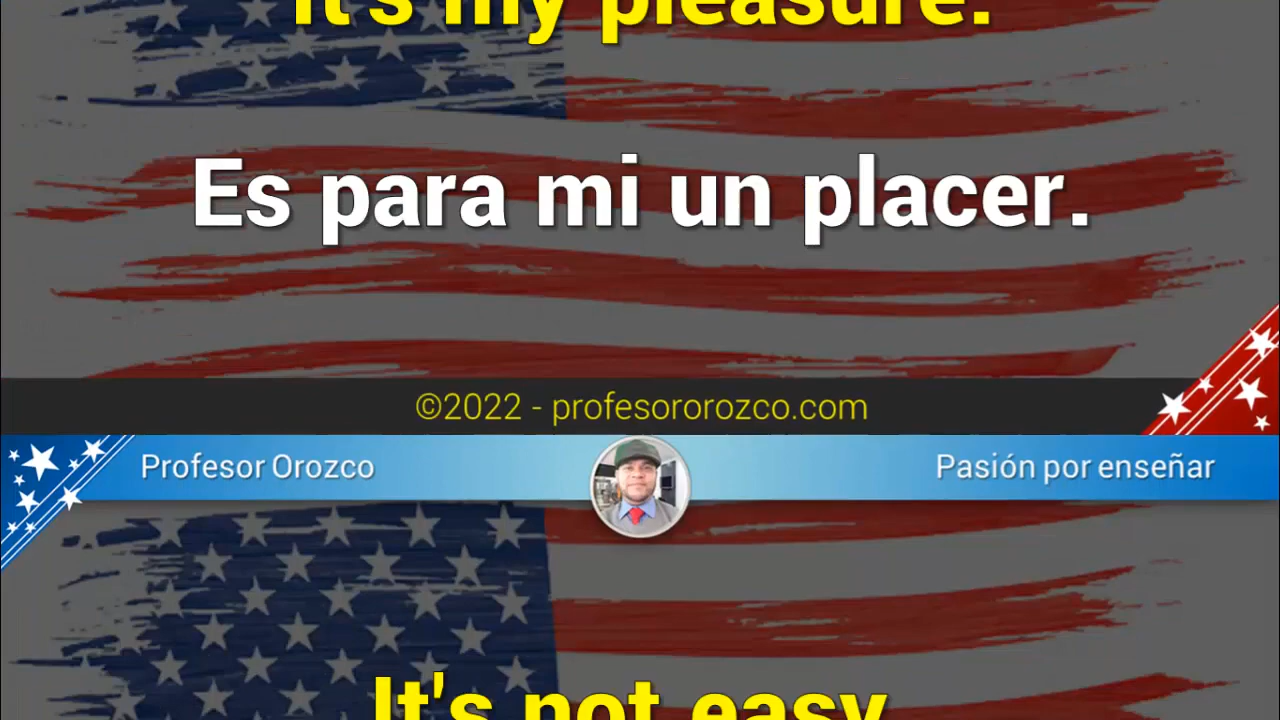 It's my pleasure.
Es para mi un placer.
©2022 - profesororozco.com
Profesor Orozco
Pasión por enseñar
It's not easy